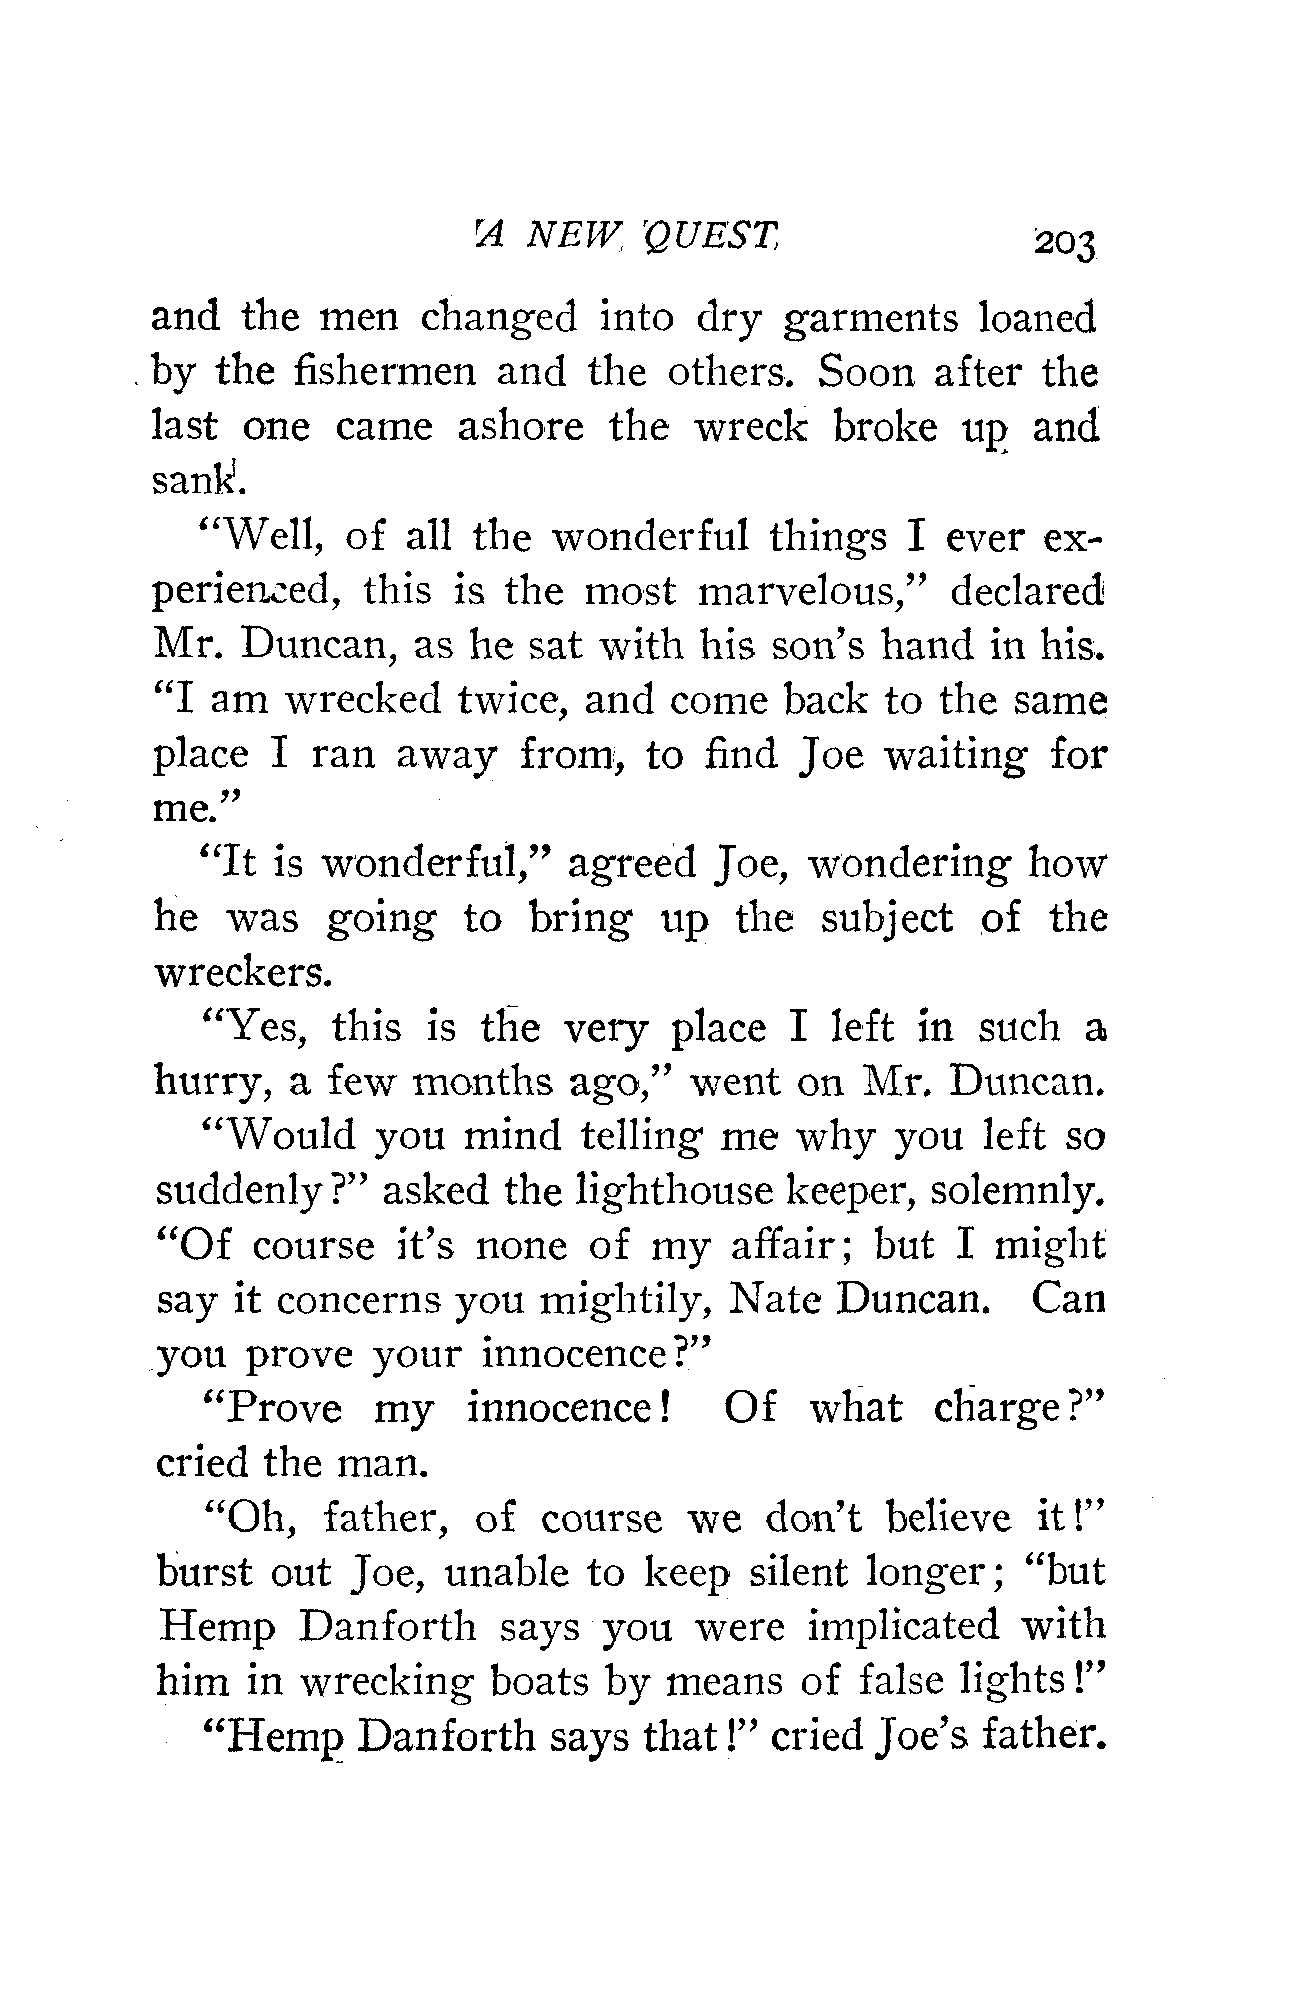 A NEW QUEST 203
and the men changed into dry garments loaned
by the fishermen and the others. Soon after the
last one came ashore the wreck broke up and
sank.
“Well, of all the wonderful things I ever ex-
perienced, this is the most marvelous,” declared
Mr. Duncan, as he sat with his son’s hand in his.
“I am wrecked twice, and come back to the same
place I ran away from, to find Joe waiting for
me.”
“It is wonderful,” agreed Joe, wondering how
he was going to bring up the subject of the
wreckers.
“Yes, this is the very place I left in such a
hurry, a few months ago,” went on Mr. Duncan.
“Would you mind telling me why you left so
suddenly?” asked the lighthouse keeper, solemnly.
“Of course it’s none of my affair; but I might
say it concerns you mightily, Nate Duncan. Can
you prove your innocence?”
“Prove my innocence! Of what charge?”
cried the man.
“Oh, father, of course we don’t believe it!”
burst out Joe, unable to keep silent longer; “but
Hemp Danforth says you were implicated with
him in wrecking boats by means of false lights!”
“Hemp Danforth says that!” cried Joe’s father.